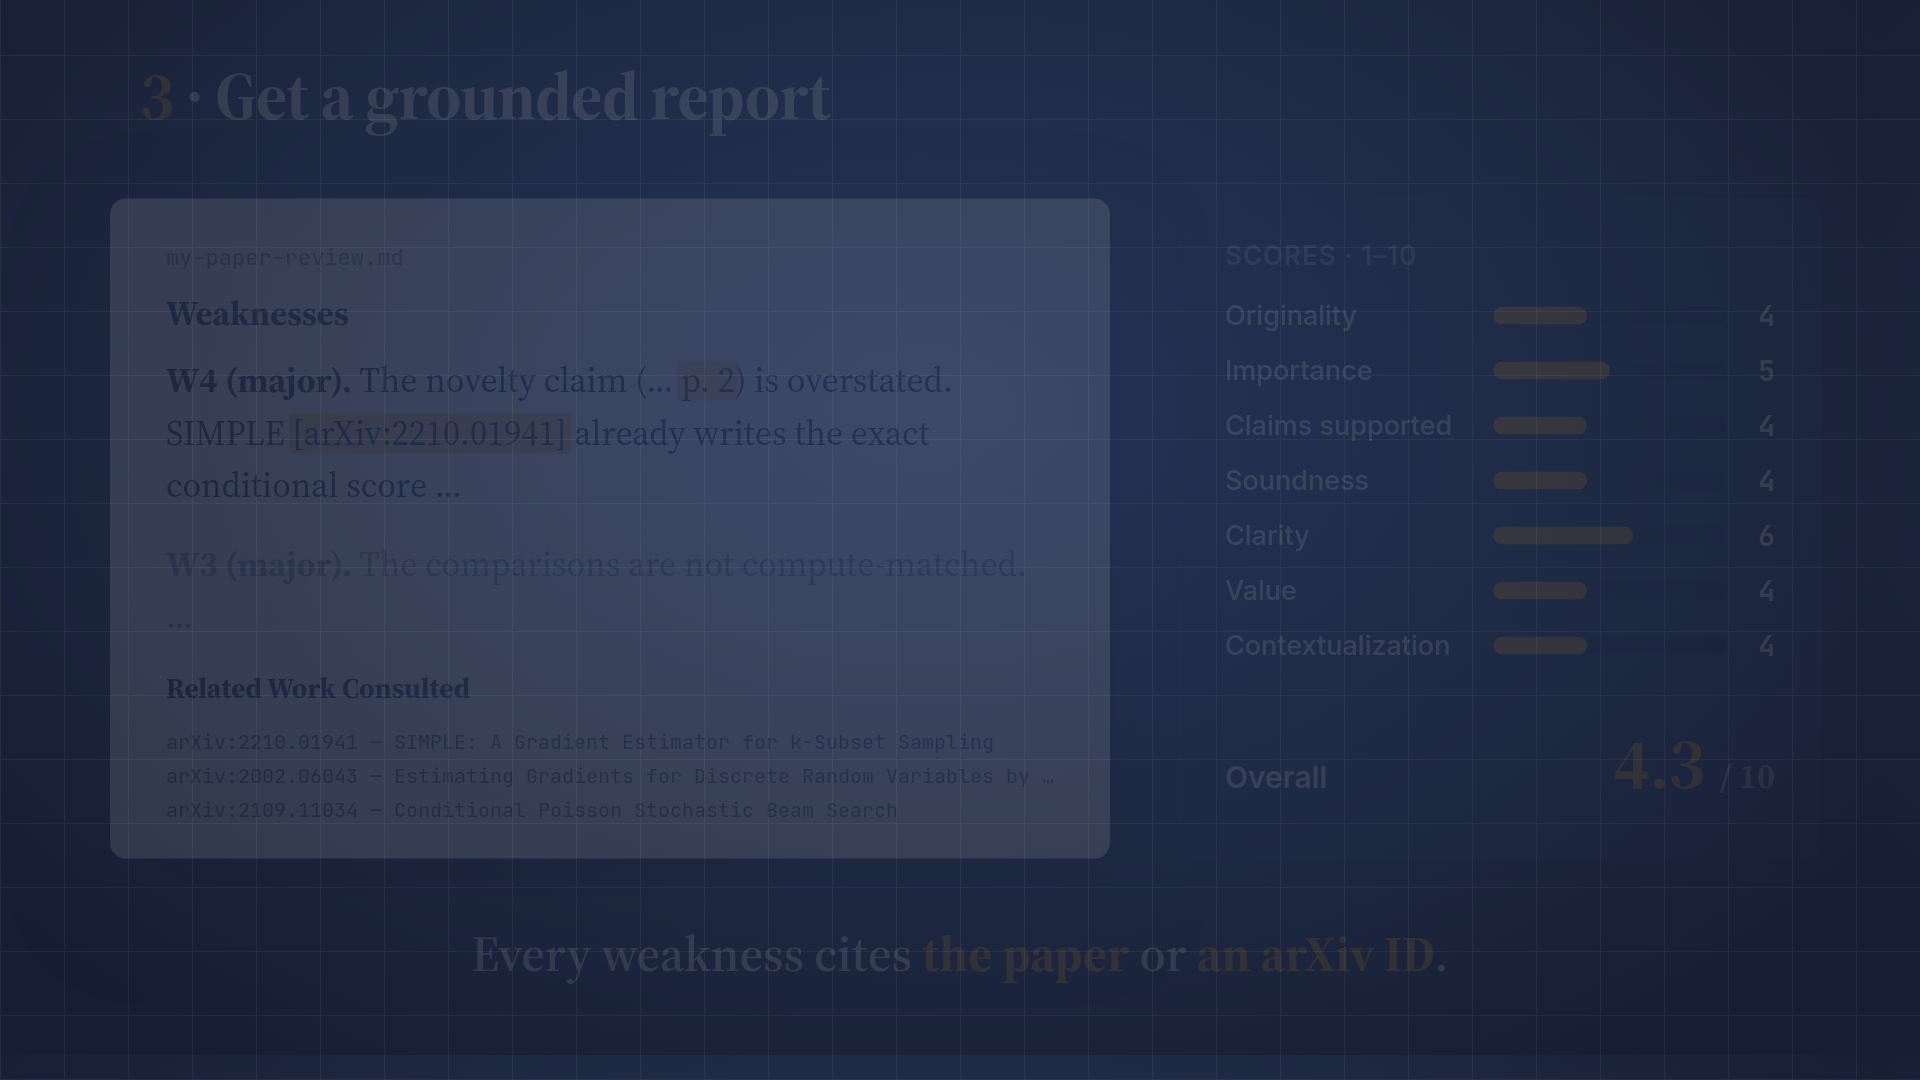 3 · Get a grounded report
my-paper-review.md
Weaknesses
W4 (major). The novelty claim (... p. 2) is overstated.
SIMPLE [arXiv:2210.01941] already writes the exact
conditional score ...
W3 (major). The comparisons are not compute-matched.
...
Related Work Consulted
arXiv:2210.01941 — SIMPLE: A Gradient Estimator for k-Subset Sampling
arXiv:2002.06043 — Estimating Gradients for Discrete Random Variables by …
arXiv:2109.11034 — Conditional Poisson Stochastic Beam Search
SCORES · 1–10
Originality 4
Importance 5
Claims supported 4
Soundness 4
Clarity 6
Value 4
Contextualization 4
Overall 4.3 / 10
Every weakness cites the paper or an arXiv ID.